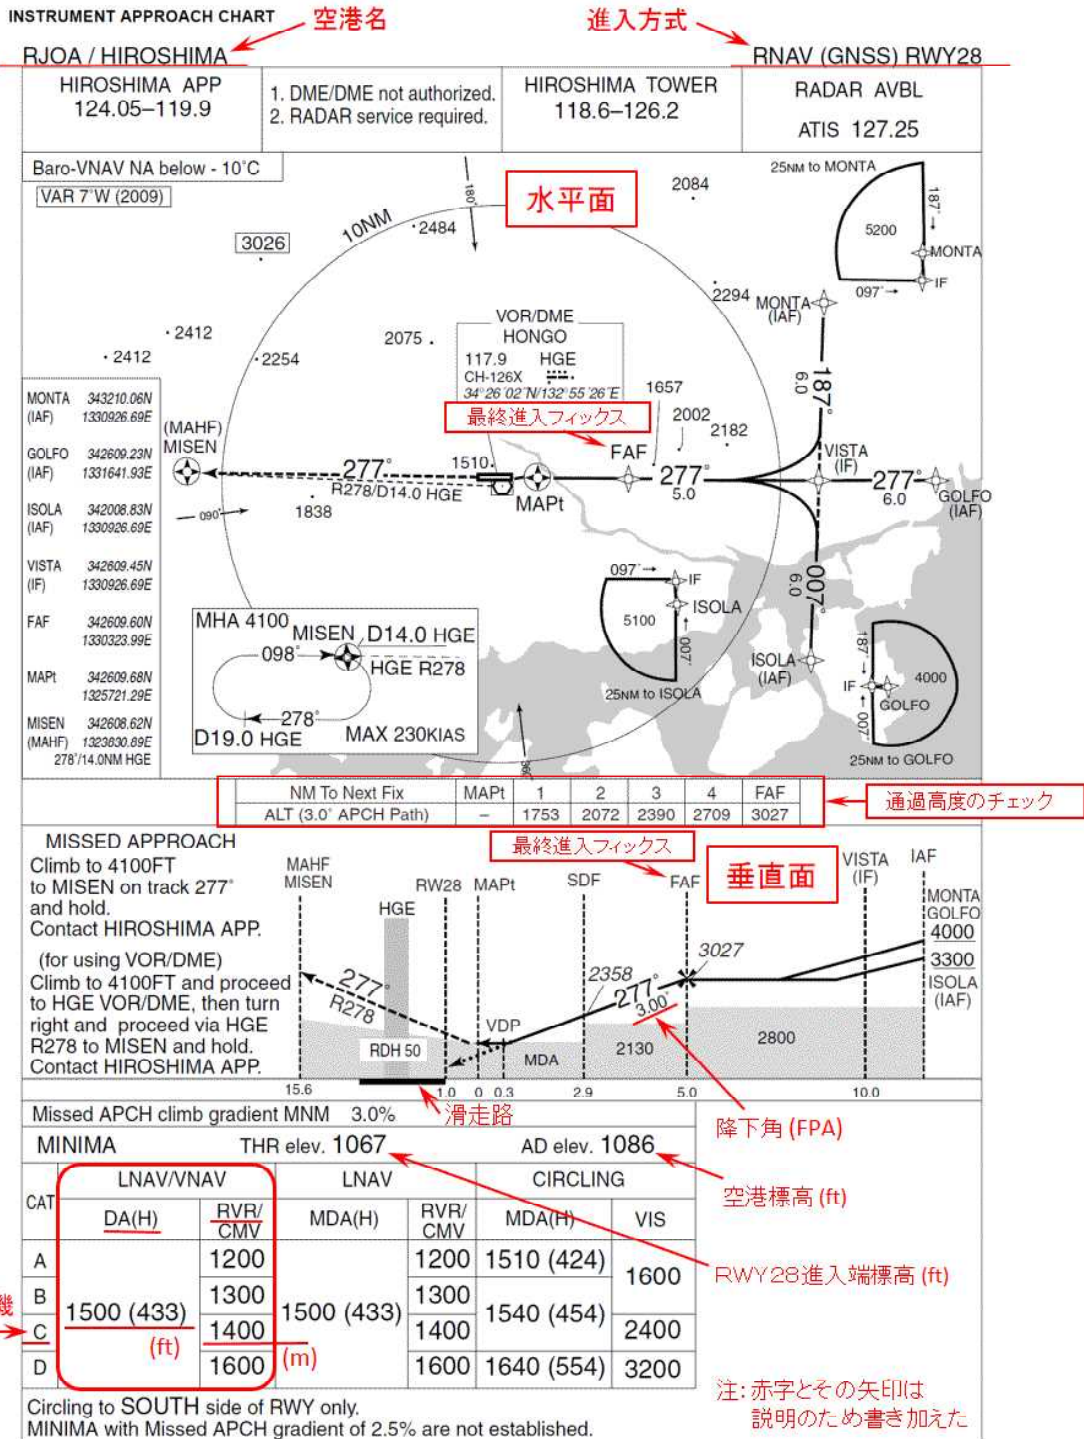 INSTRUMENT APPROACH CHART
空港名
進入方式
RJOA / HIROSHIMA
RNAV (GNSS) RWY28
HIROSHIMA APP
124.05–119.9
1. DME/DME not authorized.
2. RADAR service required.
HIROSHIMA TOWER
118.6–126.2
RADAR AVBL
ATIS 127.25
Baro-VNAV NA below - 10°C
VAR 7°W (2009)
水平面
10NM
180°
2484
3026
2084
2294
2412
2412
2254
2075
25NM to MONTA
187°
5200
MONTA
IF
097°
MONTA
(IAF)
VOR/DME
HONGO
117.9 HGE
CH-126X
34°26'02"N/132°55'26"E
最終進入フィックス
1657
2002
2182
FAF
187°
6.0
VISTA
(IF)
MONTA 343210.06N
(IAF) 1330926.69E
GOLFO 342609.23N
(IAF) 1331641.93E
ISOLA 342008.83N
(IAF) 1330926.69E
VISTA 342609.45N
(IF) 1330926.69E
FAF 342609.60N
1330323.99E
MAPt 342609.68N
1325721.29E
MISEN 342608.62N
(MAHF) 1323830.89E
278°/14.0NM HGE
(MAHF)
MISEN
277°
R278/D14.0 HGE
1510
MAPt
277°
5.0
277°
6.0
GOLFO
(IAF)
090°
1838
007°
6.0
ISOLA
(IAF)
097°
IF
ISOLA
5100
007°
25NM to ISOLA
187°
IF
4000
GOLFO
007°
25NM to GOLFO
MHA 4100
MISEN D14.0 HGE
098°
HGE R278
278°
D19.0 HGE
MAX 230KIAS
360°
NM To Next Fix MAPt 1 2 3 4 FAF
ALT (3.0° APCH Path) – 1753 2072 2390 2709 3027
通過高度のチェック
MISSED APPROACH
Climb to 4100FT
to MISEN on track 277°
and hold.
Contact HIROSHIMA APP.
(for using VOR/DME)
Climb to 4100FT and proceed
to HGE VOR/DME, then turn
right and proceed via HGE
R278 to MISEN and hold.
Contact HIROSHIMA APP.
最終進入フィックス
垂直面
MAHF
MISEN
HGE
RW28
MAPt
SDF
FAF
VISTA
(IF)
IAF
MONTA
GOLFO
4000
3300
ISOLA
(IAF)
3027
2358
277°
3.00°
277°
R278
VDP
RDH 50
MDA
2130
2800
15.6 1.0 0 0.3 2.9 5.0 10.0
滑走路
降下角 (FPA)
Missed APCH climb gradient MNM 3.0%
MINIMA THR elev. 1067 AD elev. 1086
空港標高 (ft)
CAT LNAV/VNAV LNAV CIRCLING
DA(H) RVR/CMV MDA(H) RVR/CMV MDA(H) VIS
A 1500 (433) 1200 1500 (433) 1200 1510 (424) 1600
B 1300 1300 1540 (454)
C 1400 1400 2400
D 1600 1600 1640 (554) 3200
(ft)
(m)
機
RWY28進入端標高 (ft)
注: 赤字とその矢印は
説明のため書き加えた
Circling to SOUTH side of RWY only.
MINIMA with Missed APCH gradient of 2.5% are not established.